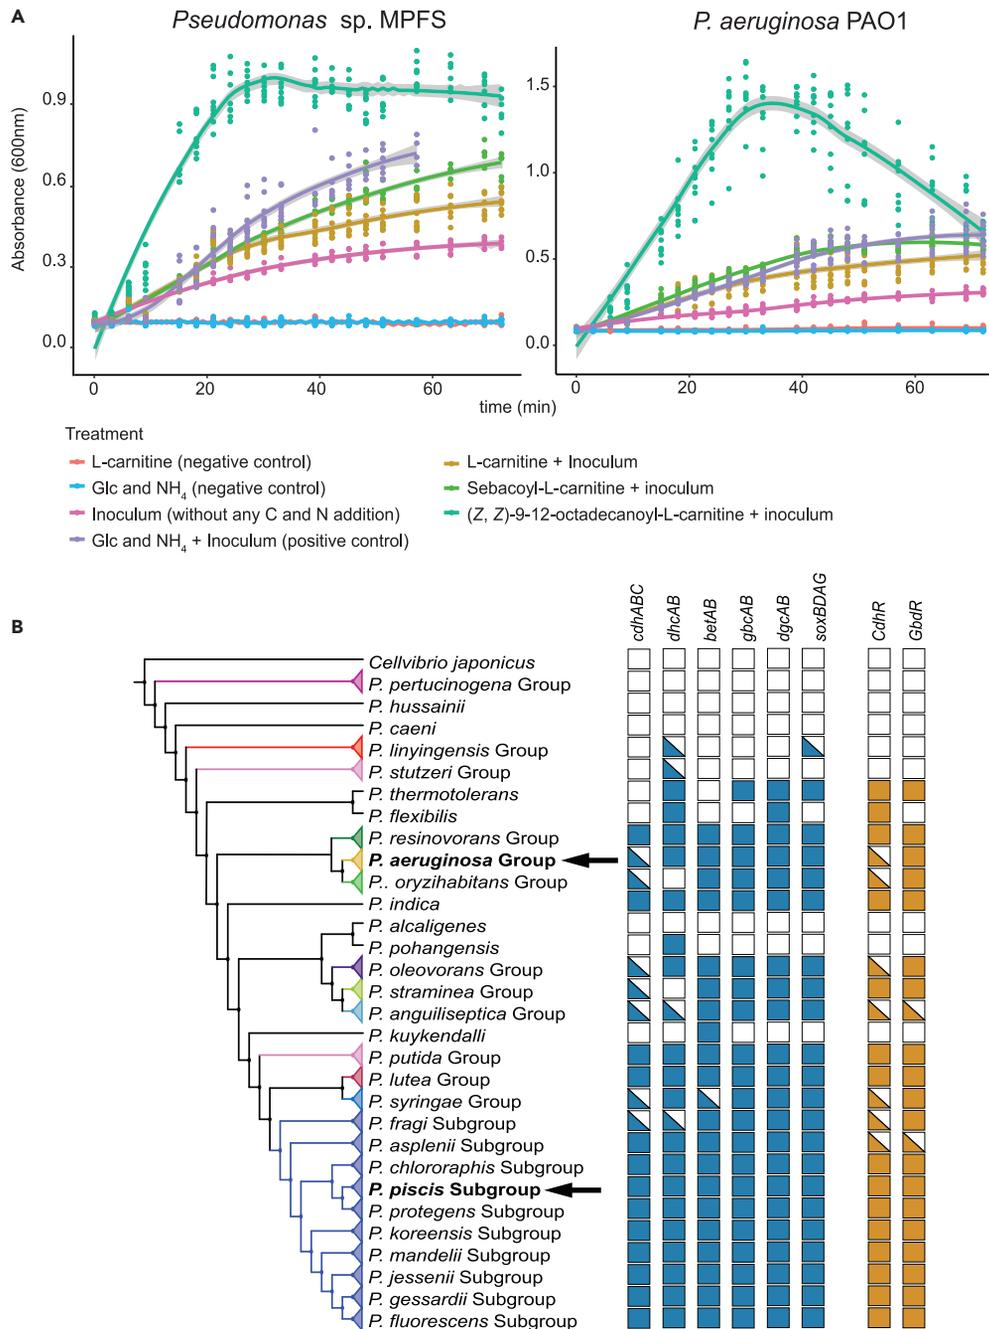 A
Pseudomonas sp. MPFS
P. aeruginosa PAO1
Absorbance (600nm)
0.9
0.6
0.3
0.0
1.5
1.0
0.5
0.0
0 20 40 60
0 20 40 60
time (min)
Treatment
L-carnitine (negative control)
Glc and NH4 (negative control)
Inoculum (without any C and N addition)
Glc and NH4 + Inoculum (positive control)
L-carnitine + Inoculum
Sebacoyl-L-carnitine + inoculum
(Z, Z)-9-12-octadecanoyl-L-carnitine + inoculum
B
cdhABC
dhcAB
betAB
gbcAB
dgcAB
soxBDAG
CdhR
GbdR
Cellvibrio japonicus
P. pertucinogena Group
P. hussainii
P. caeni
P. linyingensis Group
P. stutzeri Group
P. thermotolerans
P. flexibilis
P. resinovorans Group
P. aeruginosa Group
P.. oryzihabitans Group
P. indica
P. alcaligenes
P. pohangensis
P. oleovorans Group
P. straminea Group
P. anguiliseptica Group
P. kuykendalli
P. putida Group
P. lutea Group
P. syringae Group
P. fragi Subgroup
P. asplenii Subgroup
P. chlororaphis Subgroup
P. piscis Subgroup
P. protegens Subgroup
P. koreensis Subgroup
P. mandelii Subgroup
P. jessenii Subgroup
P. gessardii Subgroup
P. fluorescens Subgroup